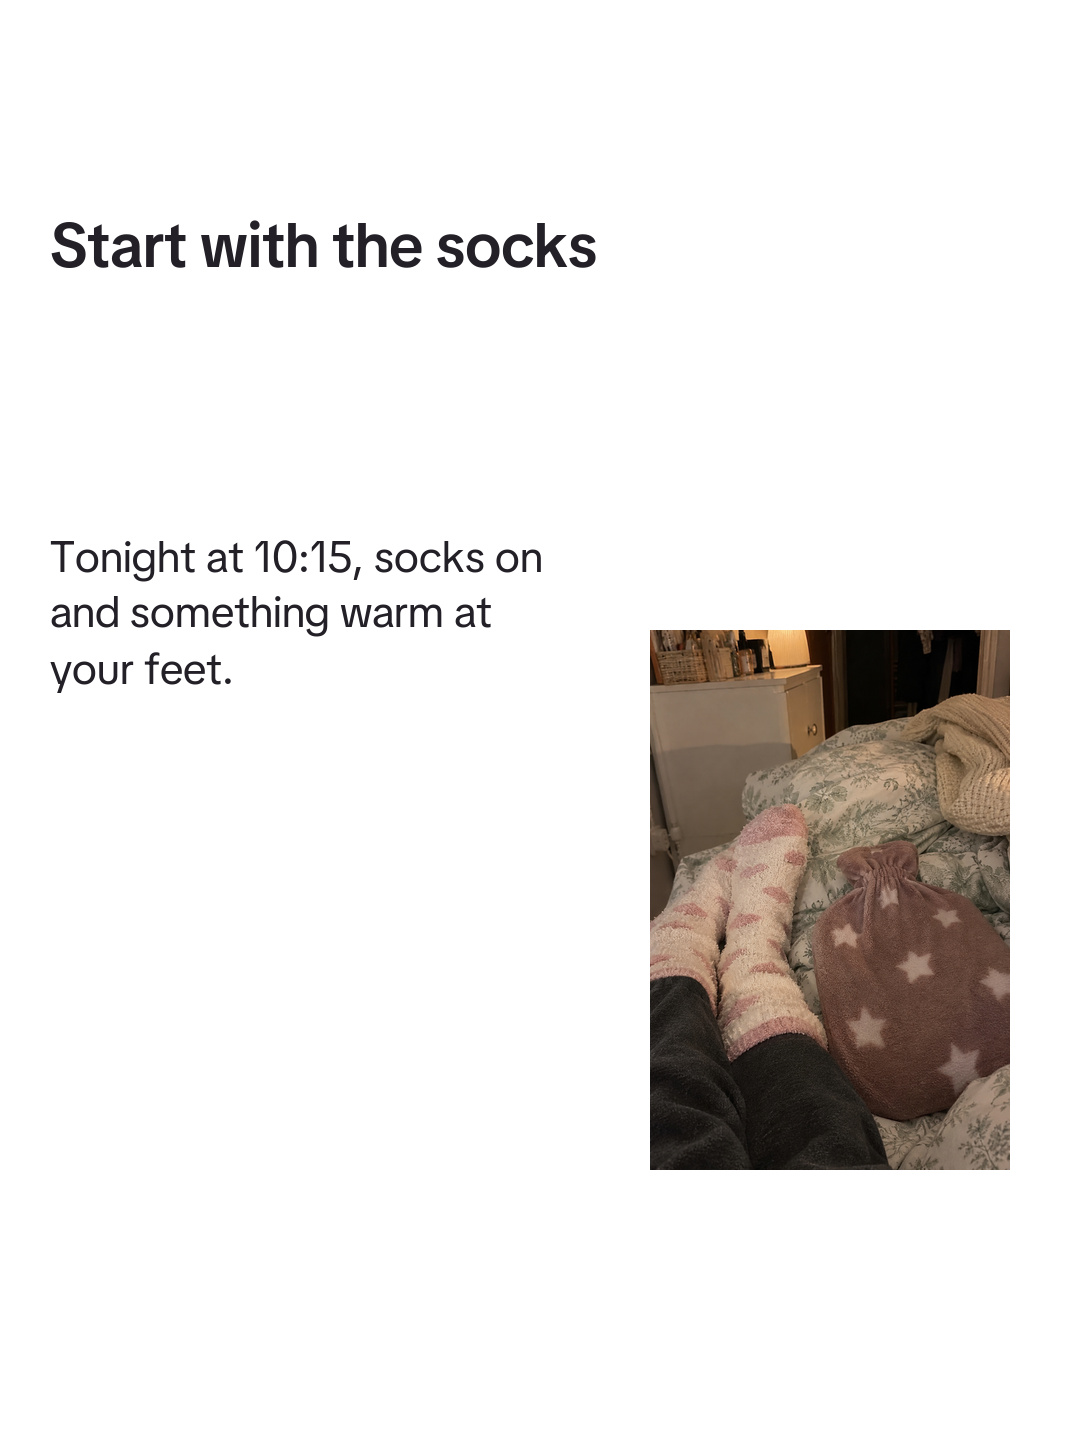 Start with the socks
Tonight at 10:15, socks on
and something warm at
your feet.